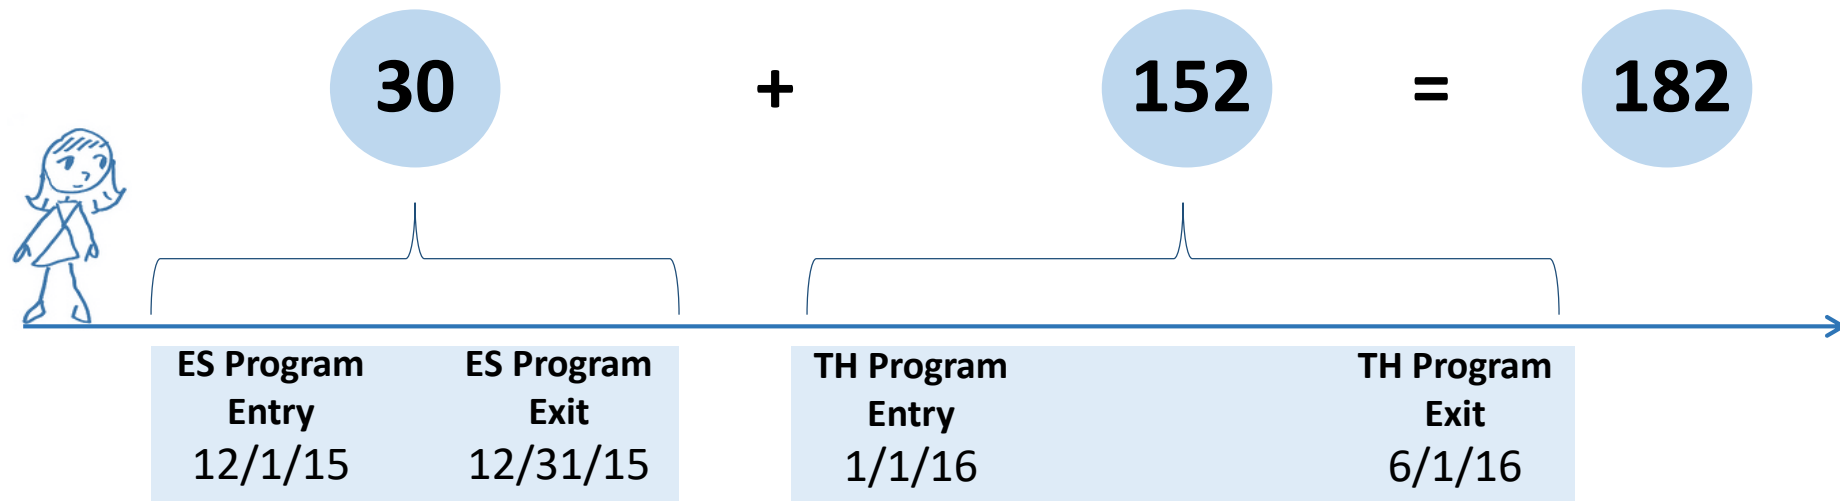 30 + 152 = 182
ES Program Entry
12/1/15
ES Program Exit
12/31/15
TH Program Entry
1/1/16
TH Program Exit
6/1/16